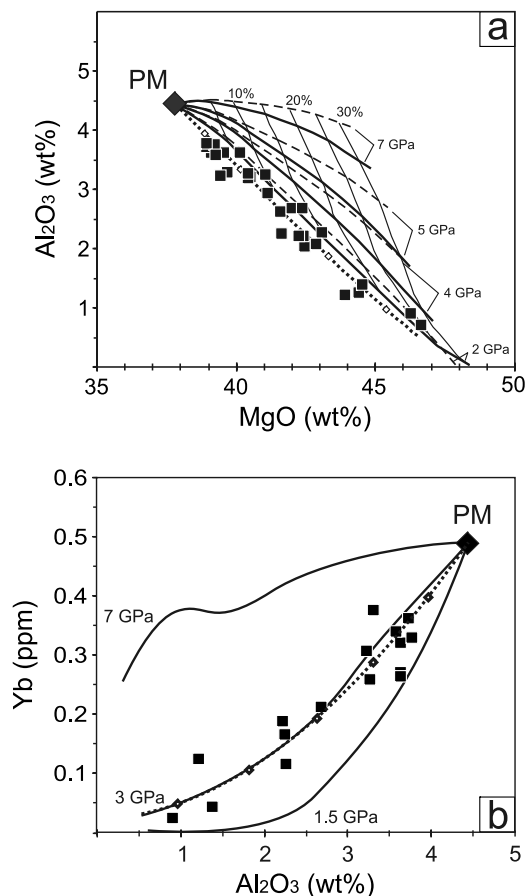 a
PM
10%
20%
30%
7 GPa
5 GPa
4 GPa
2 GPa
5
4
3
2
1
35
40
45
50
Al₂O₃ (wt%)
MgO (wt%)
PM
7 GPa
3 GPa
1.5 GPa
b
0.6
0.5
0.4
0.3
0.2
0.1
1
2
3
4
5
Yb (ppm)
Al₂O₃ (wt%)